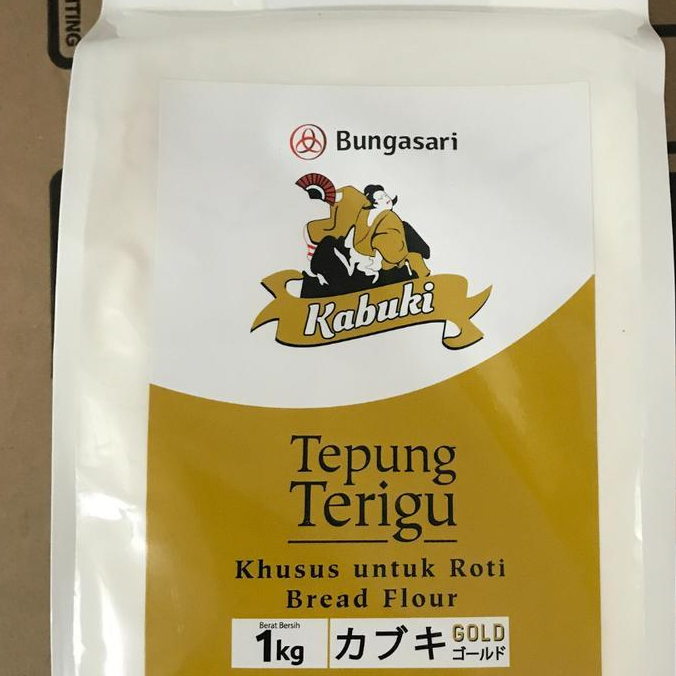 TTING
Bungasari
Kabuki
Tepung
Terigu
Khusus untuk Roti
Bread Flour
Berat Bersih
1kg
カブキ
GOLD
ゴールド